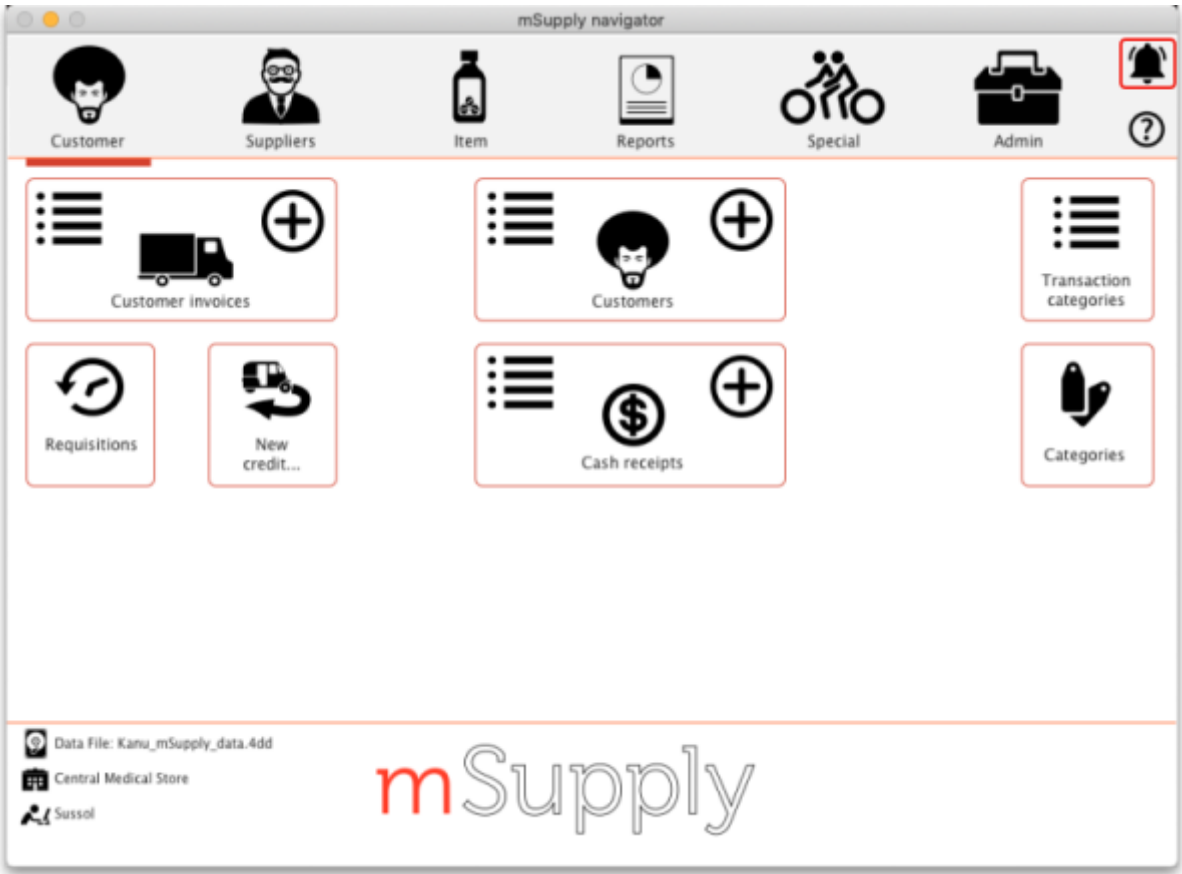 mSupply navigator
Customer
Suppliers
Item
Reports
Special
Admin
?
Customer invoices
Customers
Transaction
categories
Requisitions
New
credit...
$
Cash receipts
Categories
Data File: Kanu_mSupply_data.4dd
Central Medical Store
Sussol
mSupply